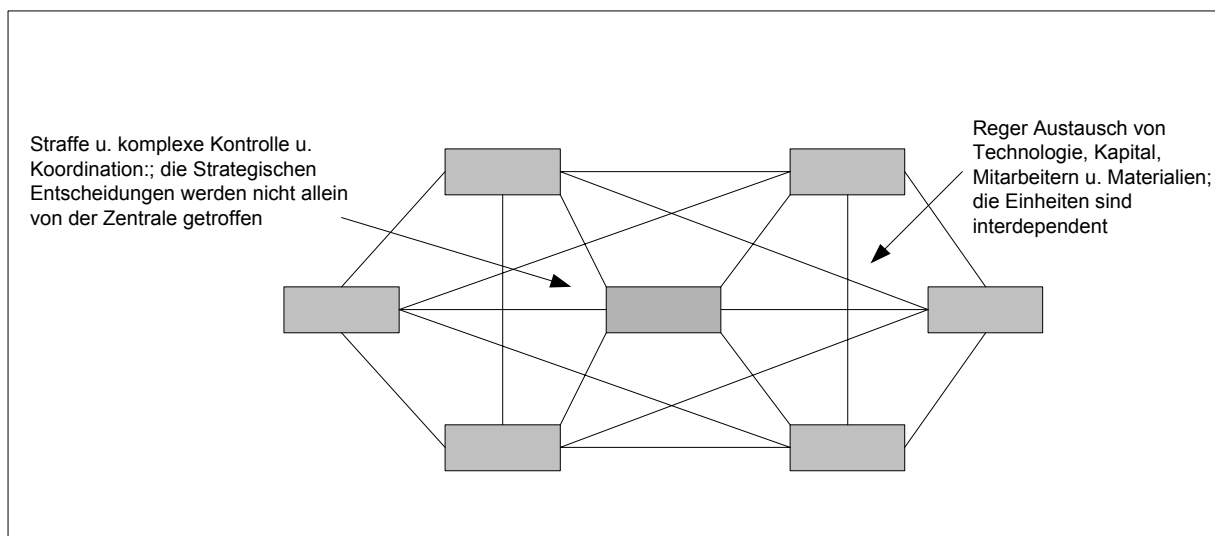 Straffe u. komplexe Kontrolle u.
Koordination:; die Strategischen
Entscheidungen werden nicht allein
von der Zentrale getroffen
Reger Austausch von
Technologie, Kapital,
Mitarbeitern u. Materialien;
die Einheiten sind
interdependent